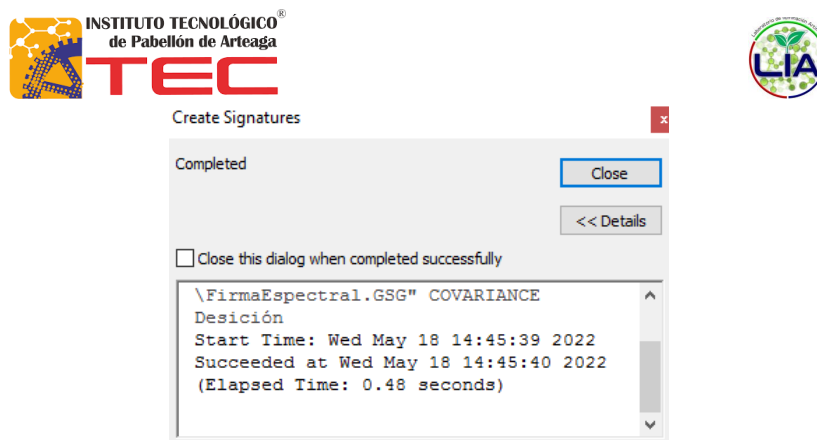 INSTITUTO TECNOLÓGICO®
de Pabellón de Arteaga
TEC
LIA
Create Signatures
x
Completed
Close
<< Details
Close this dialog when completed successfully
\FirmaEspectral.GSG" COVARIANCE
Desición
Start Time: Wed May 18 14:45:39 2022
Succeeded at Wed May 18 14:45:40 2022
(Elapsed Time: 0.48 seconds)